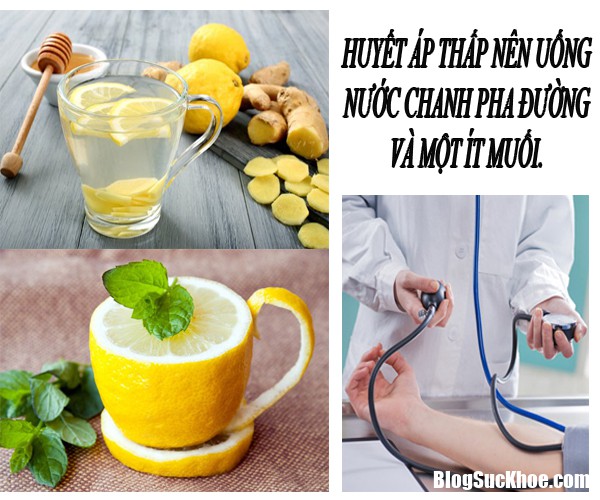 HUYẾT ÁP THẤP NÊN UỐNG
NƯỚC CHANH PHA ĐƯỜNG
VÀ MỘT ÍT MUỐI.
BlogSucKhoe.com